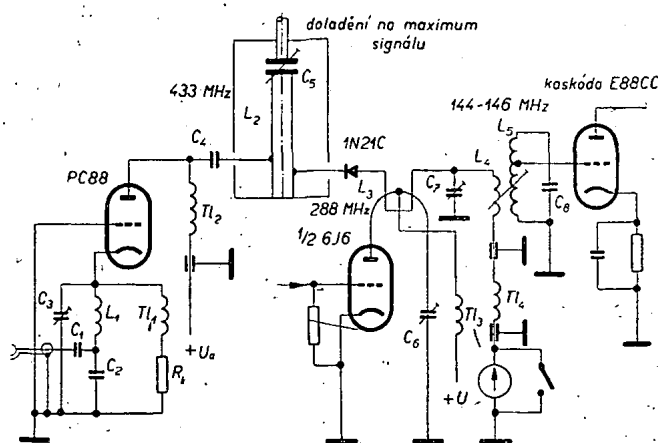 doladění na maximum
signálu
433 MHz
C5
L2
C4
kaskóda E88CC
144-146 MHz
L5
PC88
1N21C
L4
L3
C7
288 MHz
C8
Tl2
1/2 6J6
C3
L1
Tl1
C1
Tl3
Tl4
C6
+Ua
C2
Rk
+U